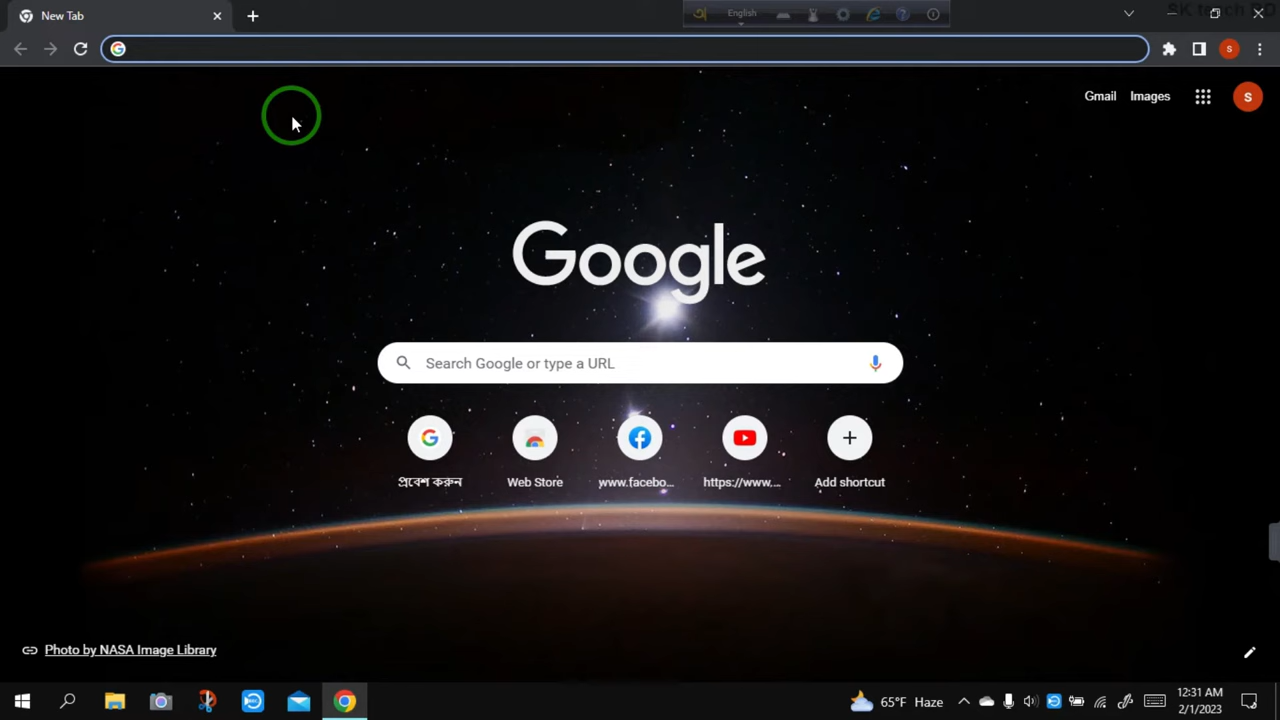 New Tab
English
Gmail Images
S
S
Google
Search Google or type a URL
প্রবেশ করুন
Web Store
www.facebo...
https://www....
Add shortcut
Photo by NASA Image Library
65°F Haze
12:31 AM
2/1/2023